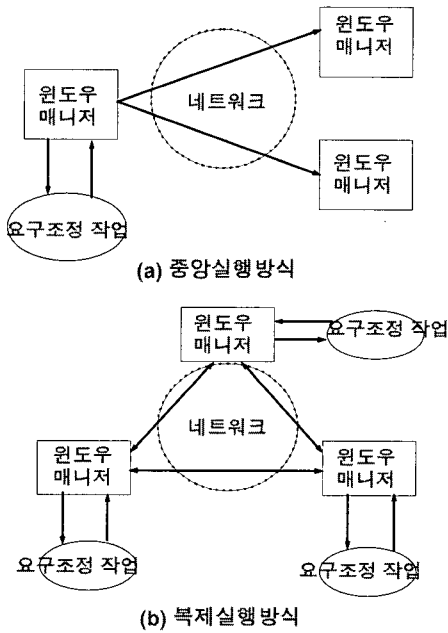 윈도우
매니저
윈도우
매니저
네트워크
윈도우
매니저
요구조정 작업
(a) 중앙실행방식
윈도우
매니저
요구조정 작업
네트워크
윈도우
매니저
윈도우
매니저
요구조정 작업
요구조정 작업
(b) 복제실행방식